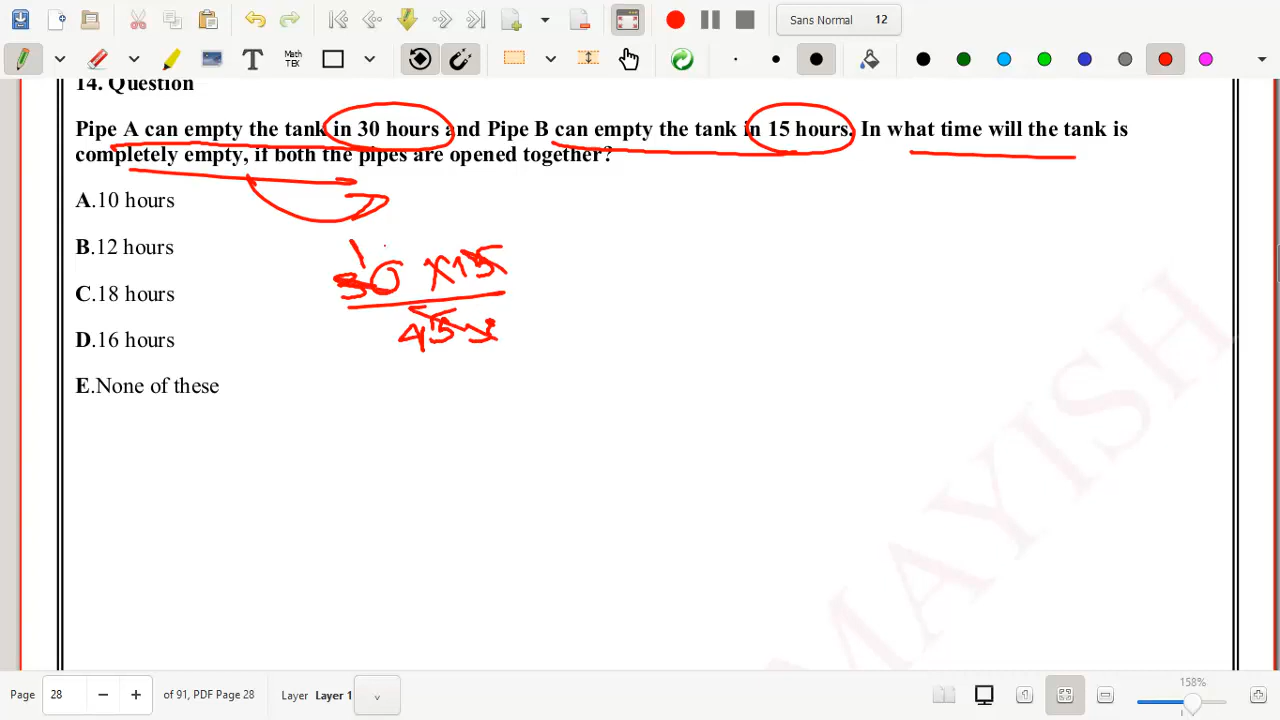 Sans Normal 12
Math
TEX
14. Question
Pipe A can empty the tank in 30 hours and Pipe B can empty the tank in 15 hours. In what time will the tank is
completely empty, if both the pipes are opened together?
A.10 hours
B.12 hours
C.18 hours
D.16 hours
E.None of these
1
30 ×15
45 3
MAYISH
Page 28 of 91, PDF Page 28 Layer Layer 1 158%